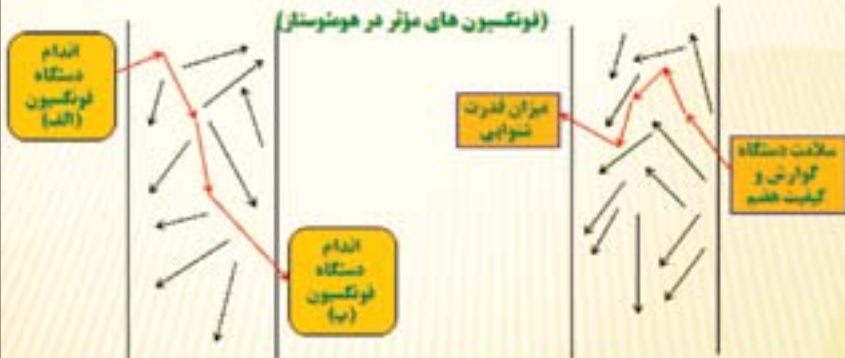 (فونکسیون های مؤثر در هومئوستاز)
اندام
دستگاه
فونکسیون
(الف)
میزان قدرت
شنوایی
سلامت دستگاه
گوارش و
کیفیت هضم
اندام
دستگاه
فونکسیون
(ب)